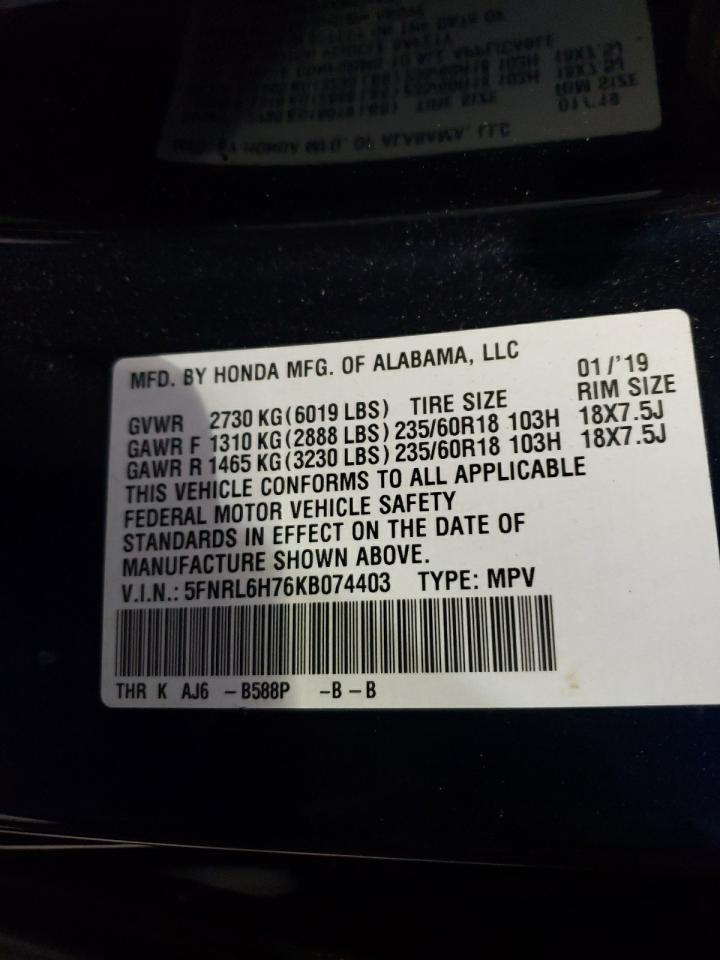 MFD. BY HONDA MFG. OF ALABAMA, LLC 01/'19
GVWR 2730 KG (6019 LBS) TIRE SIZE RIM SIZE
GAWR F 1310 KG (2888 LBS) 235/60R18 103H 18X7.5J
GAWR R 1465 KG (3230 LBS) 235/60R18 103H 18X7.5J
THIS VEHICLE CONFORMS TO ALL APPLICABLE
FEDERAL MOTOR VEHICLE SAFETY
STANDARDS IN EFFECT ON THE DATE OF
MANUFACTURE SHOWN ABOVE.
V.I.N.: 5FNRL6H76KB074403 TYPE: MPV
THR K AJ6 -B588P -B-B